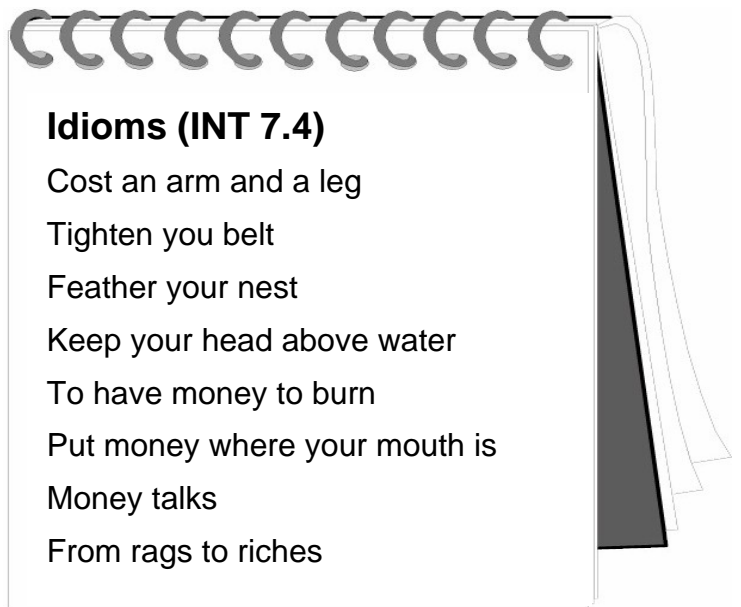 Idioms (INT 7.4)
Cost an arm and a leg
Tighten you belt
Feather your nest
Keep your head above water
To have money to burn
Put money where your mouth is
Money talks
From rags to riches